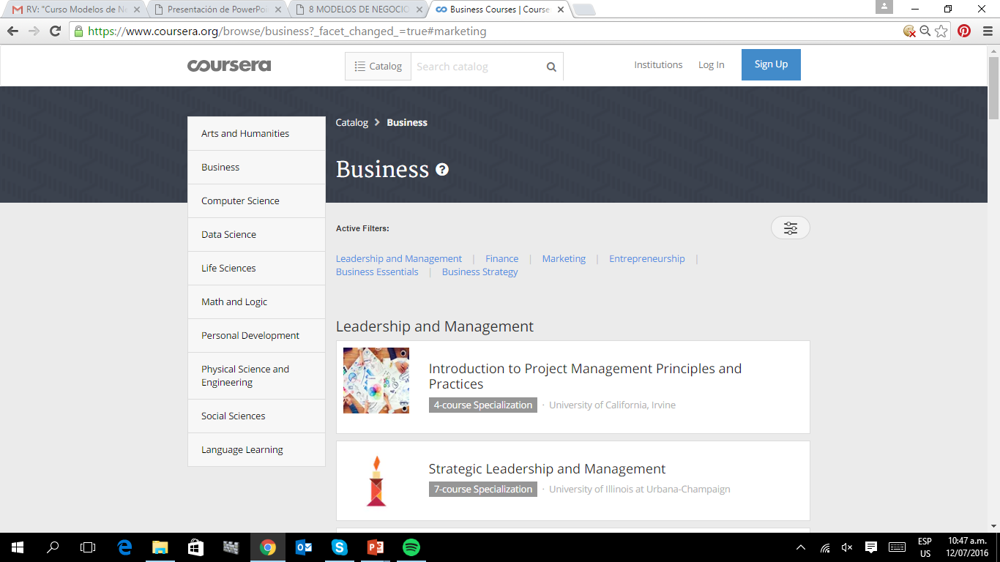 RV: "Curso Modelos de Ne
Presentación de PowerPoi
8 MODELOS DE NEGOCIO
Business Courses | Course
https://www.coursera.org/browse/business?_facet_changed_=true#marketing
coursera
Catalog
Search catalog
Institutions
Log In
Sign Up
Catalog > Business
Business ?
Arts and Humanities
Business
Computer Science
Data Science
Life Sciences
Math and Logic
Personal Development
Physical Science and
Engineering
Social Sciences
Language Learning
Active Filters:
Leadership and Management | Finance | Marketing | Entrepreneurship |
Business Essentials | Business Strategy
Leadership and Management
Introduction to Project Management Principles and
Practices
4-course Specialization · University of California, Irvine
Strategic Leadership and Management
7-course Specialization · University of Illinois at Urbana-Champaign
ESP
US
10:47 a.m.
12/07/2016